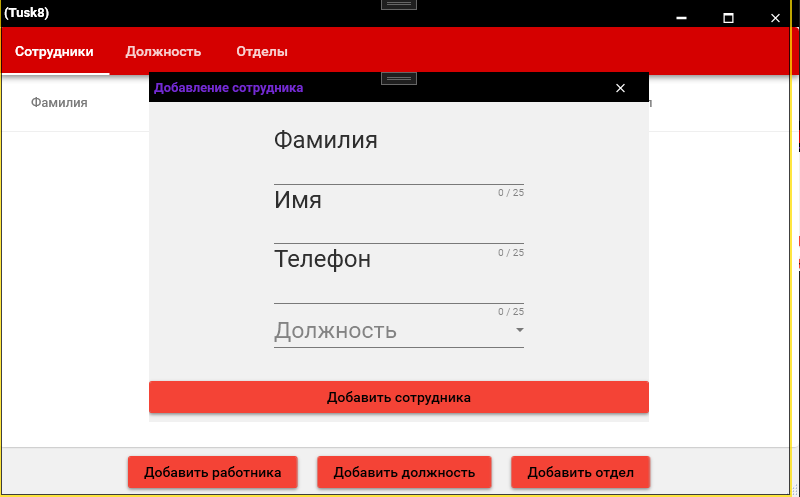 (Tusk8)
Сотрудники Должность Отделы
Добавление сотрудника
Фамилия
Фамилия
0 / 25
Имя
0 / 25
Телефон
0 / 25
Должность
Добавить сотрудника
Добавить работника Добавить должность Добавить отдел